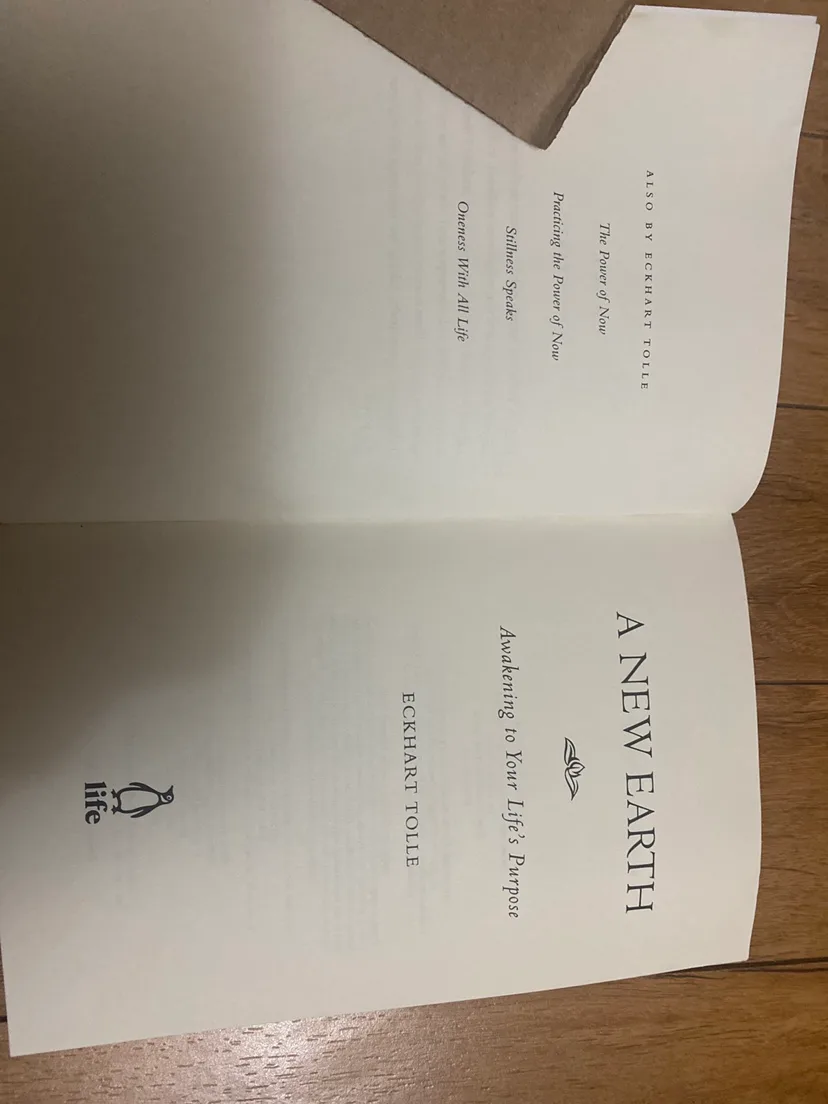 ALSO BY ECKHART TOLLE
The Power of Now
Practicing the Power of Now
Stillness Speaks
Oneness With All Life
A NEW EARTH
Awakening to Your Life's Purpose
ECKHART TOLLE
life